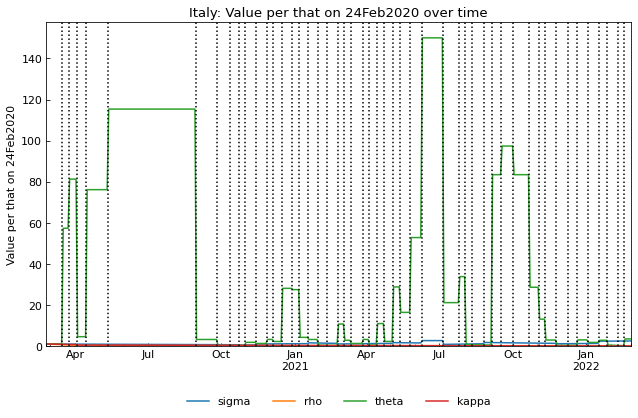 Italy: Value per that on 24Feb2020 over time
Value per that on 24Feb2020
140
120
100
80
60
40
20
0
Apr Jul Oct Jan Apr Jul Oct Jan
2021 2022
sigma rho theta kappa